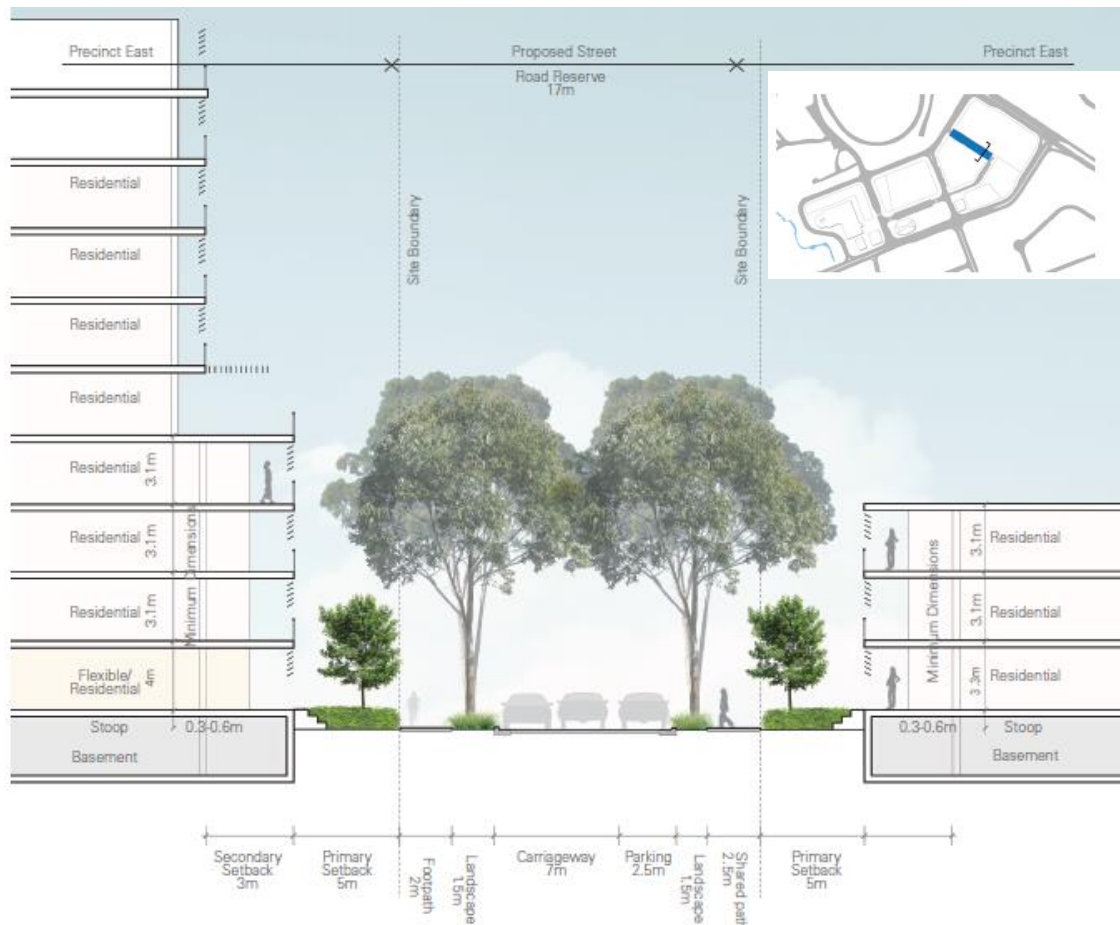 Precinct East
Proposed Street
Precinct East
Road Reserve
17m
Site Boundary
Site Boundary
Residential
Residential
Residential
Residential
Residential
3.1m
Residential
3.1m
Residential
3.1m
Flexible/
Residential
4m
Minimum Dimensions
Stoop
0.3-0.6m
Basement
3.1m
Residential
3.1m
Residential
3.3m
Residential
Minimum Dimensions
0.3-0.6m
Stoop
Basement
Secondary
Setback
3m
Primary
Setback
5m
Footpath
2m
Landscape
1.5m
Carriageway
7m
Parking
2.5m
Landscape
1.5m
Shared path
2.5m
Primary
Setback
5m